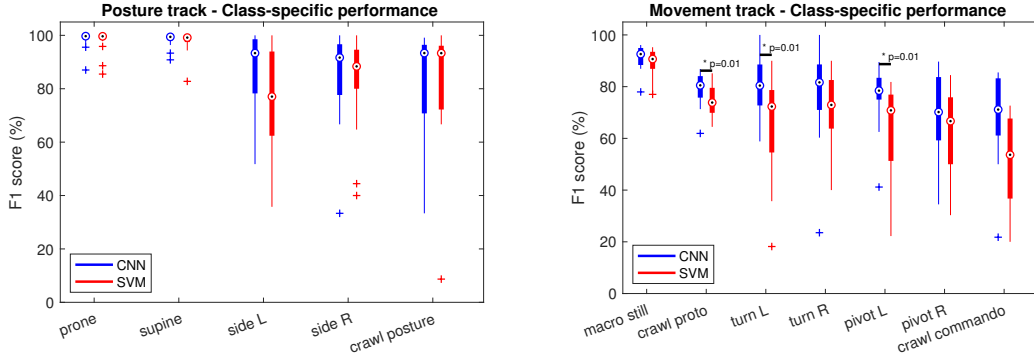 Posture track - Class-specific performance
100
80
60
40
20
0
F1 score (%)
CNN
SVM
prone
supine
side L
side R
crawl posture
Movement track - Class-specific performance
100
80
60
40
20
0
F1 score (%)
* p=0.01
* p=0.01
* p=0.01
CNN
SVM
macro still
crawl proto
turn L
turn R
pivot L
pivot R
crawl commando